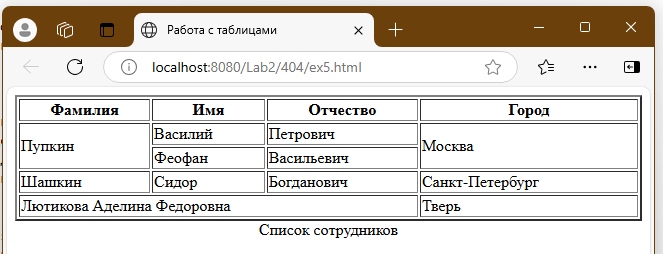 Работа с таблицами
localhost:8080/Lab2/404/ex5.html
Фамилия Имя Отчество Город
Пупкин Василий Петрович Москва
Феофан Васильевич
Шашкин Сидор Богданович Санкт-Петербург
Лютикова Аделина Федоровна Тверь
Список сотрудников